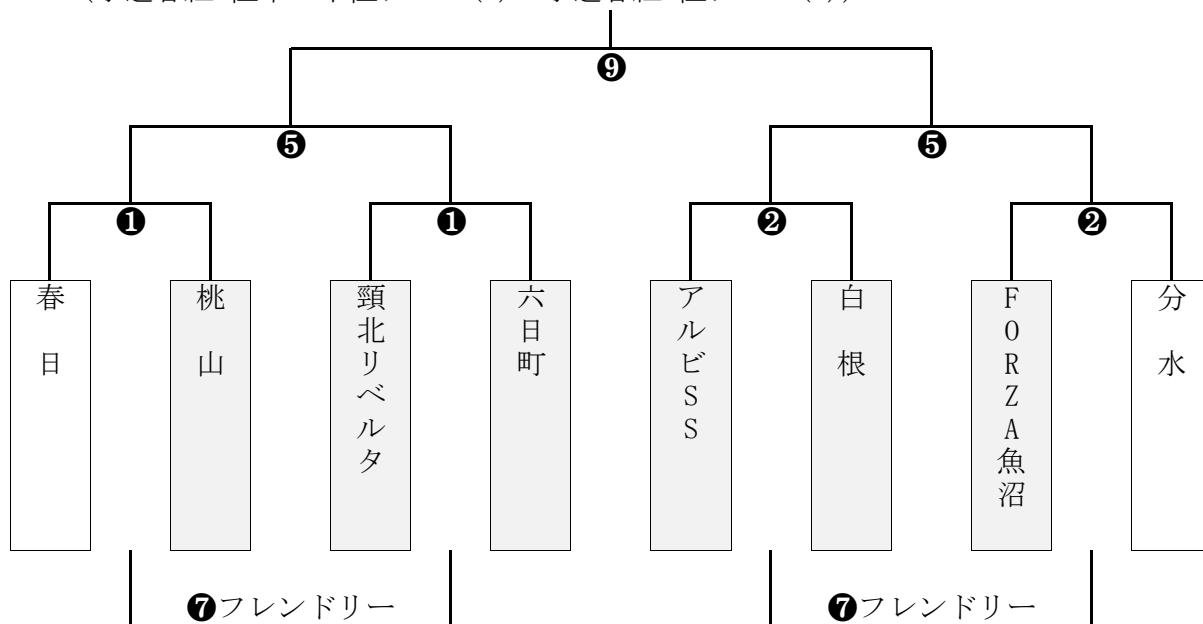 ❾
❺ ❺
❶ ❶ ❷ ❷
春日
桃山
頸北リベルタ
六日町
アルビSS
白根
FORZA魚沼
分水
❼フレンドリー ❼フレンドリー